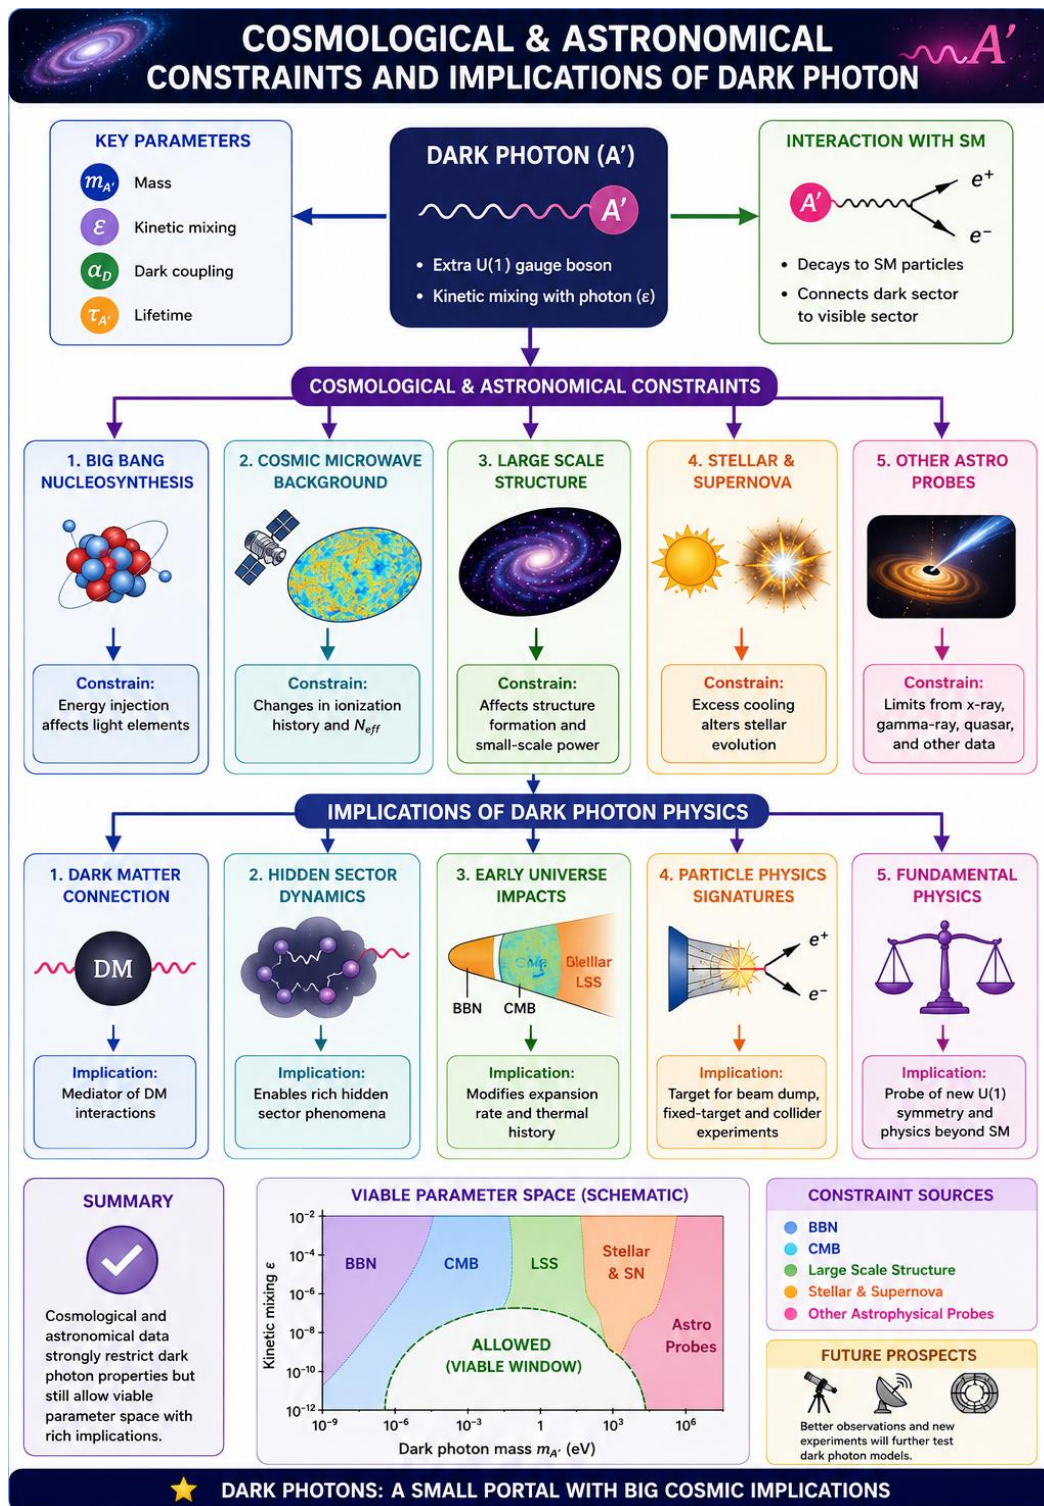 COSMOLOGICAL & ASTRONOMICAL
CONSTRAINTS AND IMPLICATIONS OF DARK PHOTON
A′
KEY PARAMETERS
m_A′ Mass
ε Kinetic mixing
α_D Dark coupling
τ_A′ Lifetime
DARK PHOTON (A′)
A′
• Extra U(1) gauge boson
• Kinetic mixing with photon (ε)
INTERACTION WITH SM
A′
e⁺
e⁻
• Decays to SM particles
• Connects dark sector
to visible sector
COSMOLOGICAL & ASTRONOMICAL CONSTRAINTS
1. BIG BANG
NUCLEOSYNTHESIS
Constrain:
Energy injection
affects light elements
2. COSMIC MICROWAVE
BACKGROUND
Constrain:
Changes in ionization
history and N_eff
3. LARGE SCALE
STRUCTURE
Constrain:
Affects structure
formation and
small-scale power
4. STELLAR &
SUPERNOVA
Constrain:
Excess cooling
alters stellar
evolution
5. OTHER ASTRO
PROBES
Constrain:
Limits from x-ray,
gamma-ray, quasar,
and other data
IMPLICATIONS OF DARK PHOTON PHYSICS
1. DARK MATTER
CONNECTION
DM
Implication:
Mediator of DM
interactions
2. HIDDEN SECTOR
DYNAMICS
Implication:
Enables rich hidden
sector phenomena
3. EARLY UNIVERSE
IMPACTS
LSS
BBN
CMB
Implication:
Modifies expansion
rate and thermal
history
4. PARTICLE PHYSICS
SIGNATURES
e⁺
e⁻
Implication:
Target for beam dump,
fixed-target and collider
experiments
5. FUNDAMENTAL
PHYSICS
Implication:
Probe of new U(1)
symmetry and
physics beyond SM
SUMMARY
Cosmological and
astronomical data
strongly restrict dark
photon properties but
still allow viable
parameter space with
rich implications.
VIABLE PARAMETER SPACE (SCHEMATIC)
Kinetic mixing ε
10⁻²
10⁻⁴
10⁻⁶
10⁻⁸
10⁻¹⁰
10⁻¹²
BBN
CMB
LSS
Stellar
& SN
Astro
Probes
ALLOWED
(VIABLE WINDOW)
10⁻⁹ 10⁻⁶ 10⁻³ 1 10³ 10⁶
Dark photon mass m_A′ (eV)
CONSTRAINT SOURCES
BBN
CMB
Large Scale Structure
Stellar & Supernova
Other Astrophysical Probes
FUTURE PROSPECTS
Better observations and new
experiments will further test
dark photon models.
DARK PHOTONS: A SMALL PORTAL WITH BIG COSMIC IMPLICATIONS